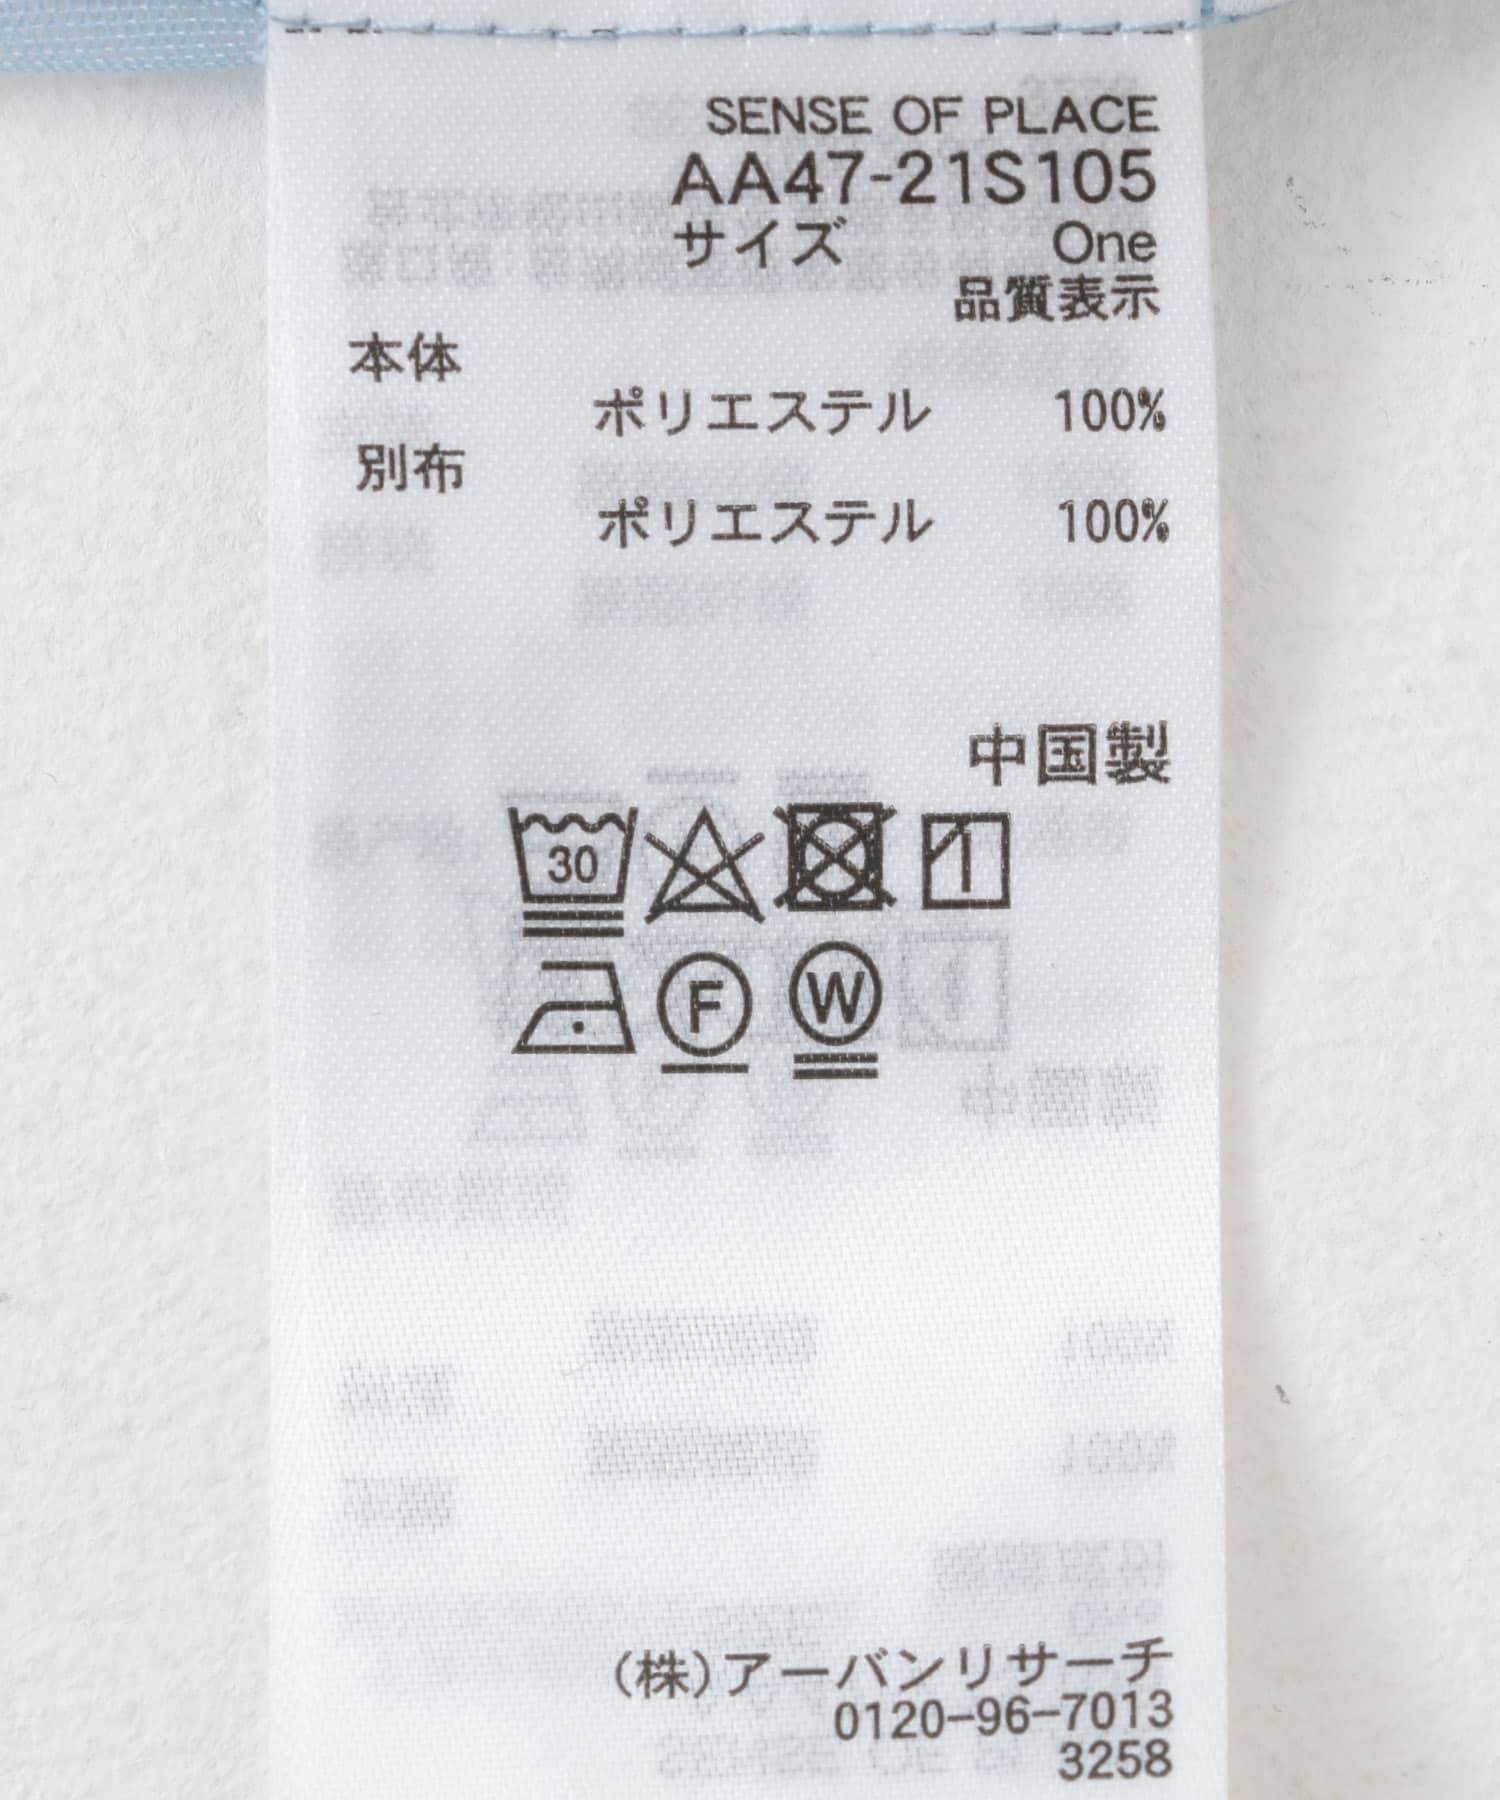 SENSE OF PLACE
AA47-21S105
サイズ One
品質表示
本体
ポリエステル 100%
別布
ポリエステル 100%
中国製
30
F W
(株)アーバンリサーチ
0120-96-7013
3258